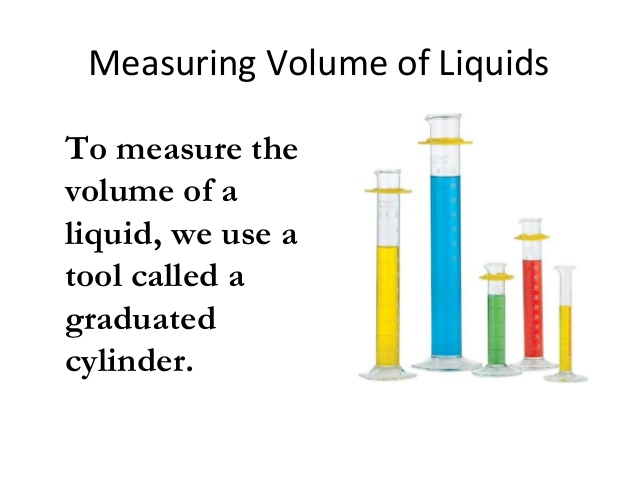 Measuring Volume of Liquids
To measure the
volume of a
liquid, we use a
tool called a
graduated
cylinder.